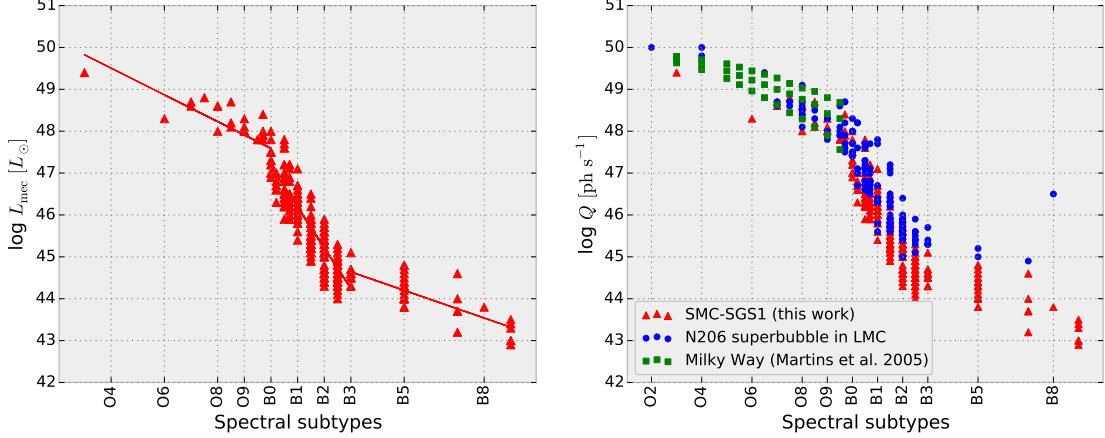 51
50
49
48
47
46
45
44
43
42
log L_mec [L_⊙]
O4 O6 O8 O9 B0 B1 B2 B3 B5 B8
Spectral subtypes
51
50
49
48
47
46
45
44
43
42
log Q [ph s⁻¹]
SMC-SGS1 (this work)
N206 superbubble in LMC
Milky Way (Martins et al. 2005)
O2 O4 O6 O8 O9 B0 B1 B2 B3 B5 B8
Spectral subtypes